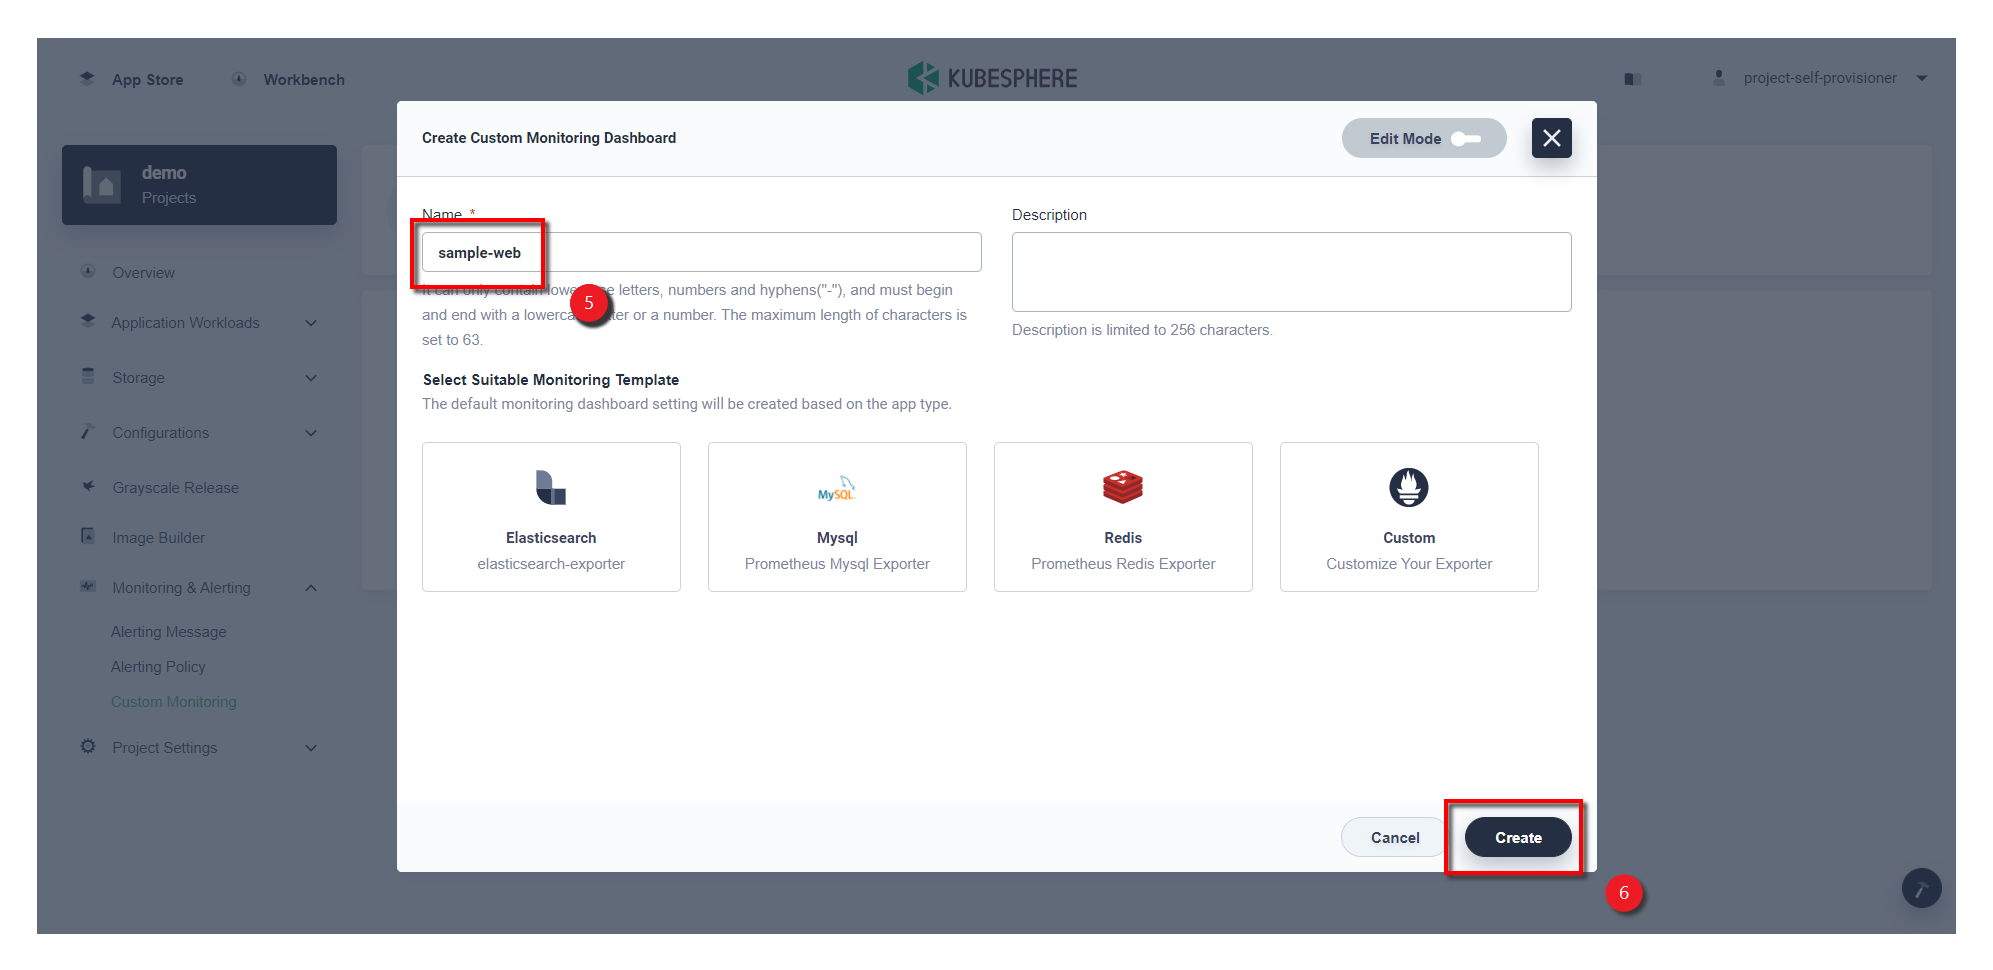 App Store
Workbench
KUBESPHERE
project-self-provisioner
demo
Projects
Overview
Application Workloads
Storage
Configurations
Grayscale Release
Image Builder
Monitoring & Alerting
Alerting Message
Alerting Policy
Custom Monitoring
Project Settings
Create Custom Monitoring Dashboard
Edit Mode
Name *
sample-web
5
It can only contain lowercase letters, numbers and hyphens("-"), and must begin
and end with a lowercase letter or a number. The maximum length of characters is
set to 63.
Description
Description is limited to 256 characters.
Select Suitable Monitoring Template
The default monitoring dashboard setting will be created based on the app type.
Elasticsearch
elasticsearch-exporter
MySQL
Mysql
Prometheus Mysql Exporter
Redis
Prometheus Redis Exporter
Custom
Customize Your Exporter
Cancel
Create
6